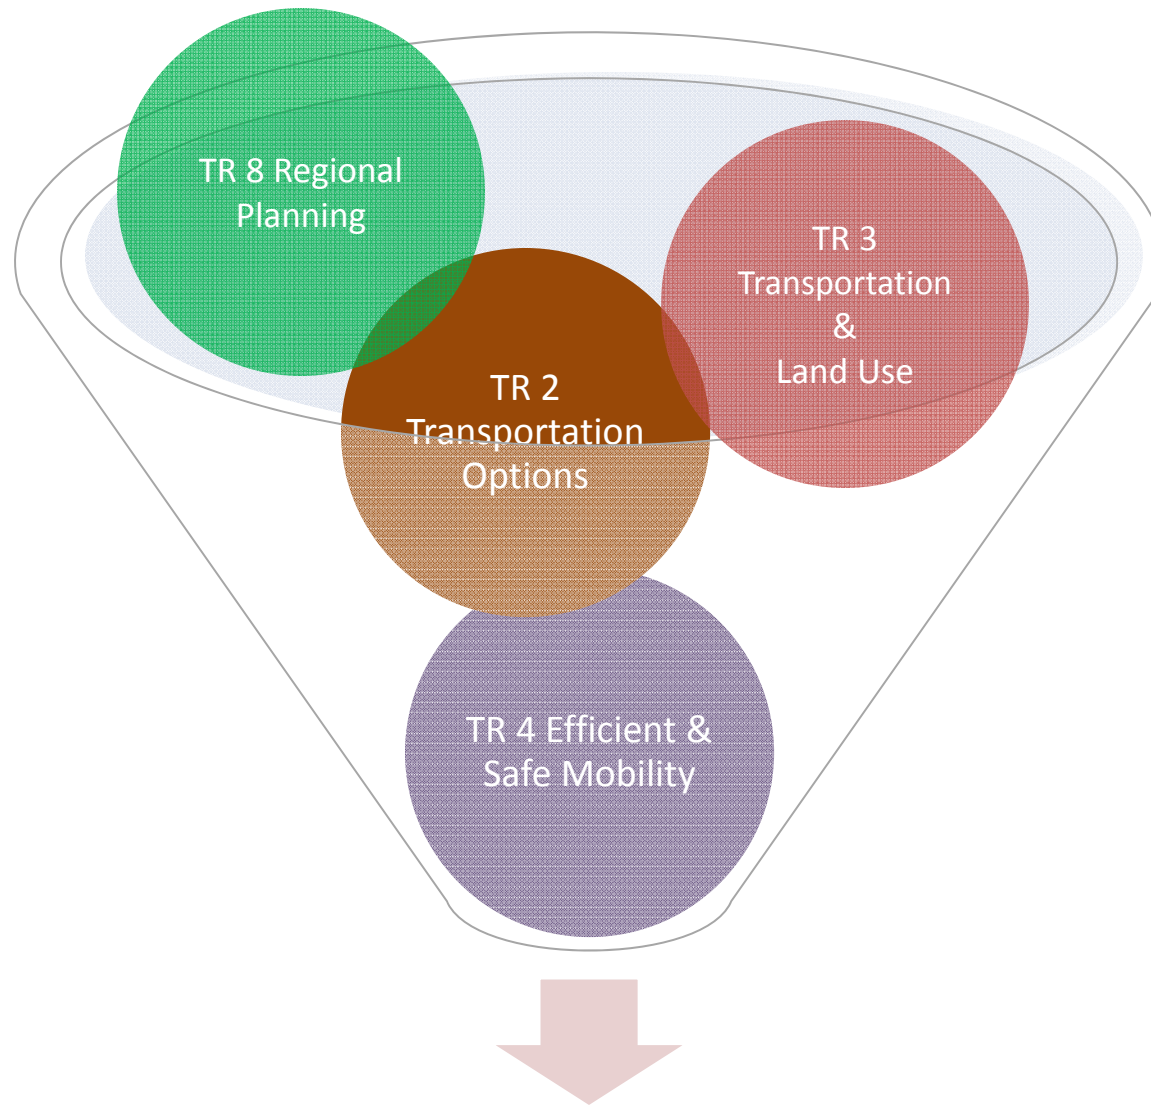 TR 8 Regional
Planning
TR 3
Transportation
&
Land Use
TR 2
Transportation
Options
TR 4 Efficient &
Safe Mobility